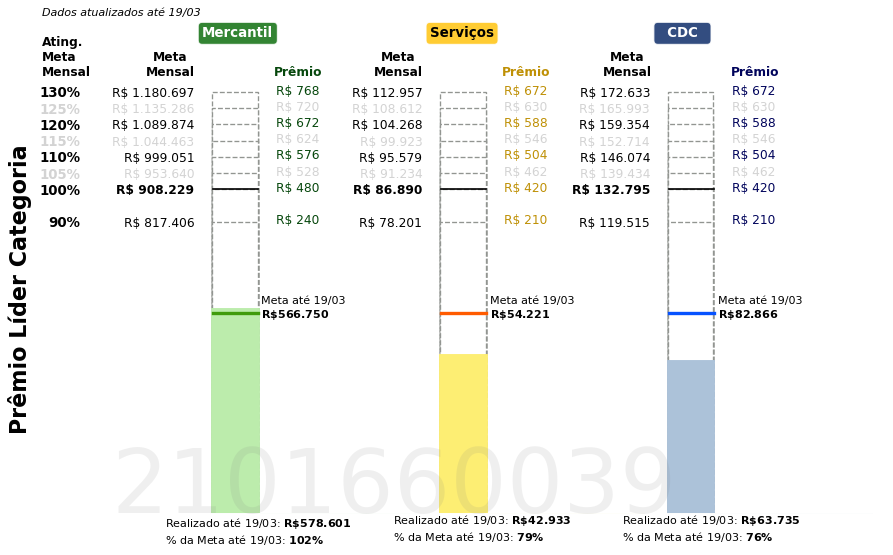 Dados atualizados até 19/03
Mercantil Serviços CDC
Ating. Meta Mensal Meta Mensal Prêmio Meta Mensal Prêmio Meta Mensal Prêmio
130% R$ 1.180.697 R$ 768 R$ 112.957 R$ 672 R$ 172.633 R$ 672
125% R$ 1.135.286 R$ 720 R$ 108.612 R$ 630 R$ 165.993 R$ 630
120% R$ 1.089.874 R$ 672 R$ 104.268 R$ 588 R$ 159.354 R$ 588
115% R$ 1.044.463 R$ 624 R$ 99.923 R$ 546 R$ 152.714 R$ 546
110% R$ 999.051 R$ 576 R$ 95.579 R$ 504 R$ 146.074 R$ 504
105% R$ 953.640 R$ 528 R$ 91.234 R$ 462 R$ 139.434 R$ 462
100% R$ 908.229 R$ 480 R$ 86.890 R$ 420 R$ 132.795 R$ 420
90% R$ 817.406 R$ 240 R$ 78.201 R$ 210 R$ 119.515 R$ 210
Prêmio Líder Categoria
Meta até 19/03 Meta até 19/03 Meta até 19/03
R$566.750 R$54.221 R$82.866
2101660039
Realizado até 19/03: R$578.601 Realizado até 19/03: R$42.933 Realizado até 19/03: R$63.735
% da Meta até 19/03: 102% % da Meta até 19/03: 79% % da Meta até 19/03: 76%